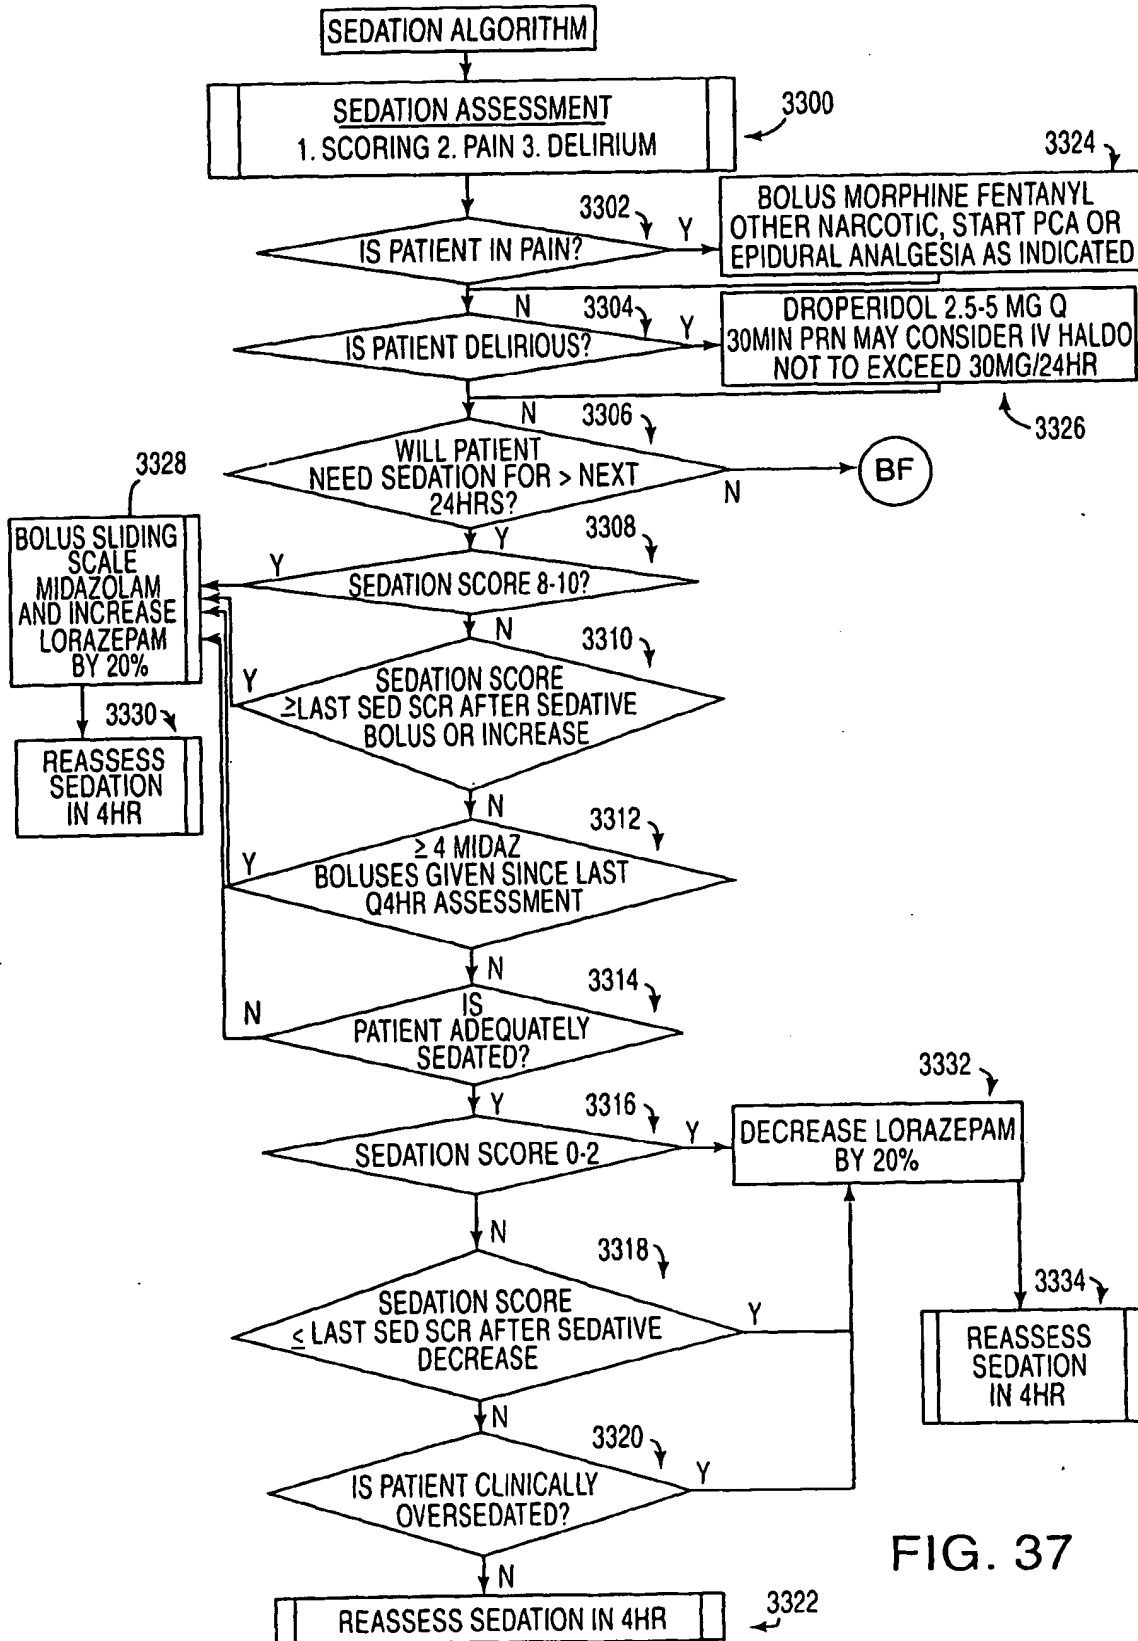 SEDATION ALGORITHM
SEDATION ASSESSMENT
1. SCORING 2. PAIN 3. DELIRIUM
3300
3324
BOLUS MORPHINE FENTANYL
OTHER NARCOTIC, START PCA OR
EPIDURAL ANALGESIA AS INDICATED
3302
IS PATIENT IN PAIN?
Y
N
3304
IS PATIENT DELIRIOUS?
Y
DROPERIDOL 2.5-5 MG Q
30MIN PRN MAY CONSIDER IV HALDO
NOT TO EXCEED 30MG/24HR
3326
N
3306
WILL PATIENT
NEED SEDATION FOR > NEXT
24HRS?
N
BF
Y
3328
BOLUS SLIDING
SCALE
MIDAZOLAM
AND INCREASE
LORAZEPAM
BY 20%
3308
Y
SEDATION SCORE 8-10?
N
3330
REASSESS
SEDATION
IN 4HR
3310
Y
SEDATION SCORE
≥LAST SED SCR AFTER SEDATIVE
BOLUS OR INCREASE
N
3312
Y
≥ 4 MIDAZ
BOLUSES GIVEN SINCE LAST
Q4HR ASSESSMENT
N
3314
N
IS
PATIENT ADEQUATELY
SEDATED?
Y
3316
SEDATION SCORE 0-2
Y
3332
DECREASE LORAZEPAM
BY 20%
N
3318
SEDATION SCORE
≤ LAST SED SCR AFTER SEDATIVE
DECREASE
Y
3334
REASSESS
SEDATION
IN 4HR
N
3320
IS PATIENT CLINICALLY
OVERSEDATED?
Y
N
REASSESS SEDATION IN 4HR
3322
FIG. 37